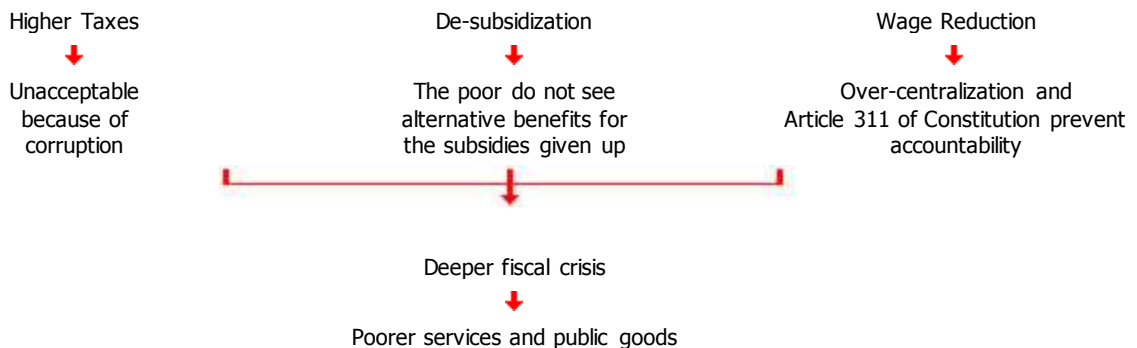 Higher Taxes
De-subsidization
Wage Reduction
Unacceptable
because of
corruption
The poor do not see
alternative benefits for
the subsidies given up
Over-centralization and
Article 311 of Constitution prevent
accountability
Deeper fiscal crisis
Poorer services and public goods